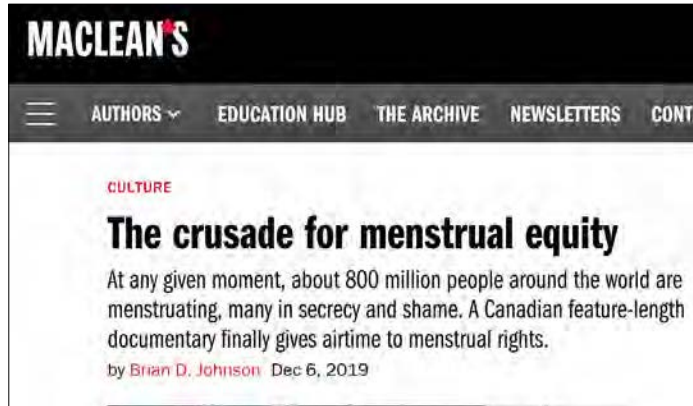 MACLEAN'S
AUTHORS EDUCATION HUB THE ARCHIVE NEWSLETTERS CONT
CULTURE
The crusade for menstrual equity
At any given moment, about 800 million people around the world are
menstruating, many in secrecy and shame. A Canadian feature-length
documentary finally gives airtime to menstrual rights.
by Brian D. Johnson Dec 6, 2019